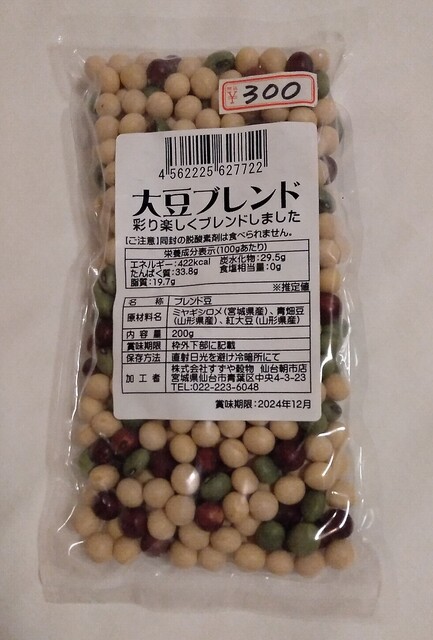 ¥300
4 562225 627722
大豆ブレンド
彩り楽しくブレンドしました
【ご注意】同封の脱酸素剤は食べられません。
栄養成分表示(100gあたり)
エネルギー:422kcal 炭水化物:29.5g
たんぱく質:33.8g 食塩相当量:0g
脂質:19.7g
※推定値
名 称 ブレンド豆
原材料名 ミヤギシロメ(宮城県産)、青畑豆
(山形県産)、紅大豆(山形県産)
内 容 量 200g
賞味期限 枠外下部に記載
保存方法 直射日光を避け冷暗所にて
加 工 者 株式会社すずや穀物 仙台朝市店
宮城県仙台市青葉区中央4-3-23
TEL:022-223-6048
賞味期限:2024年12月